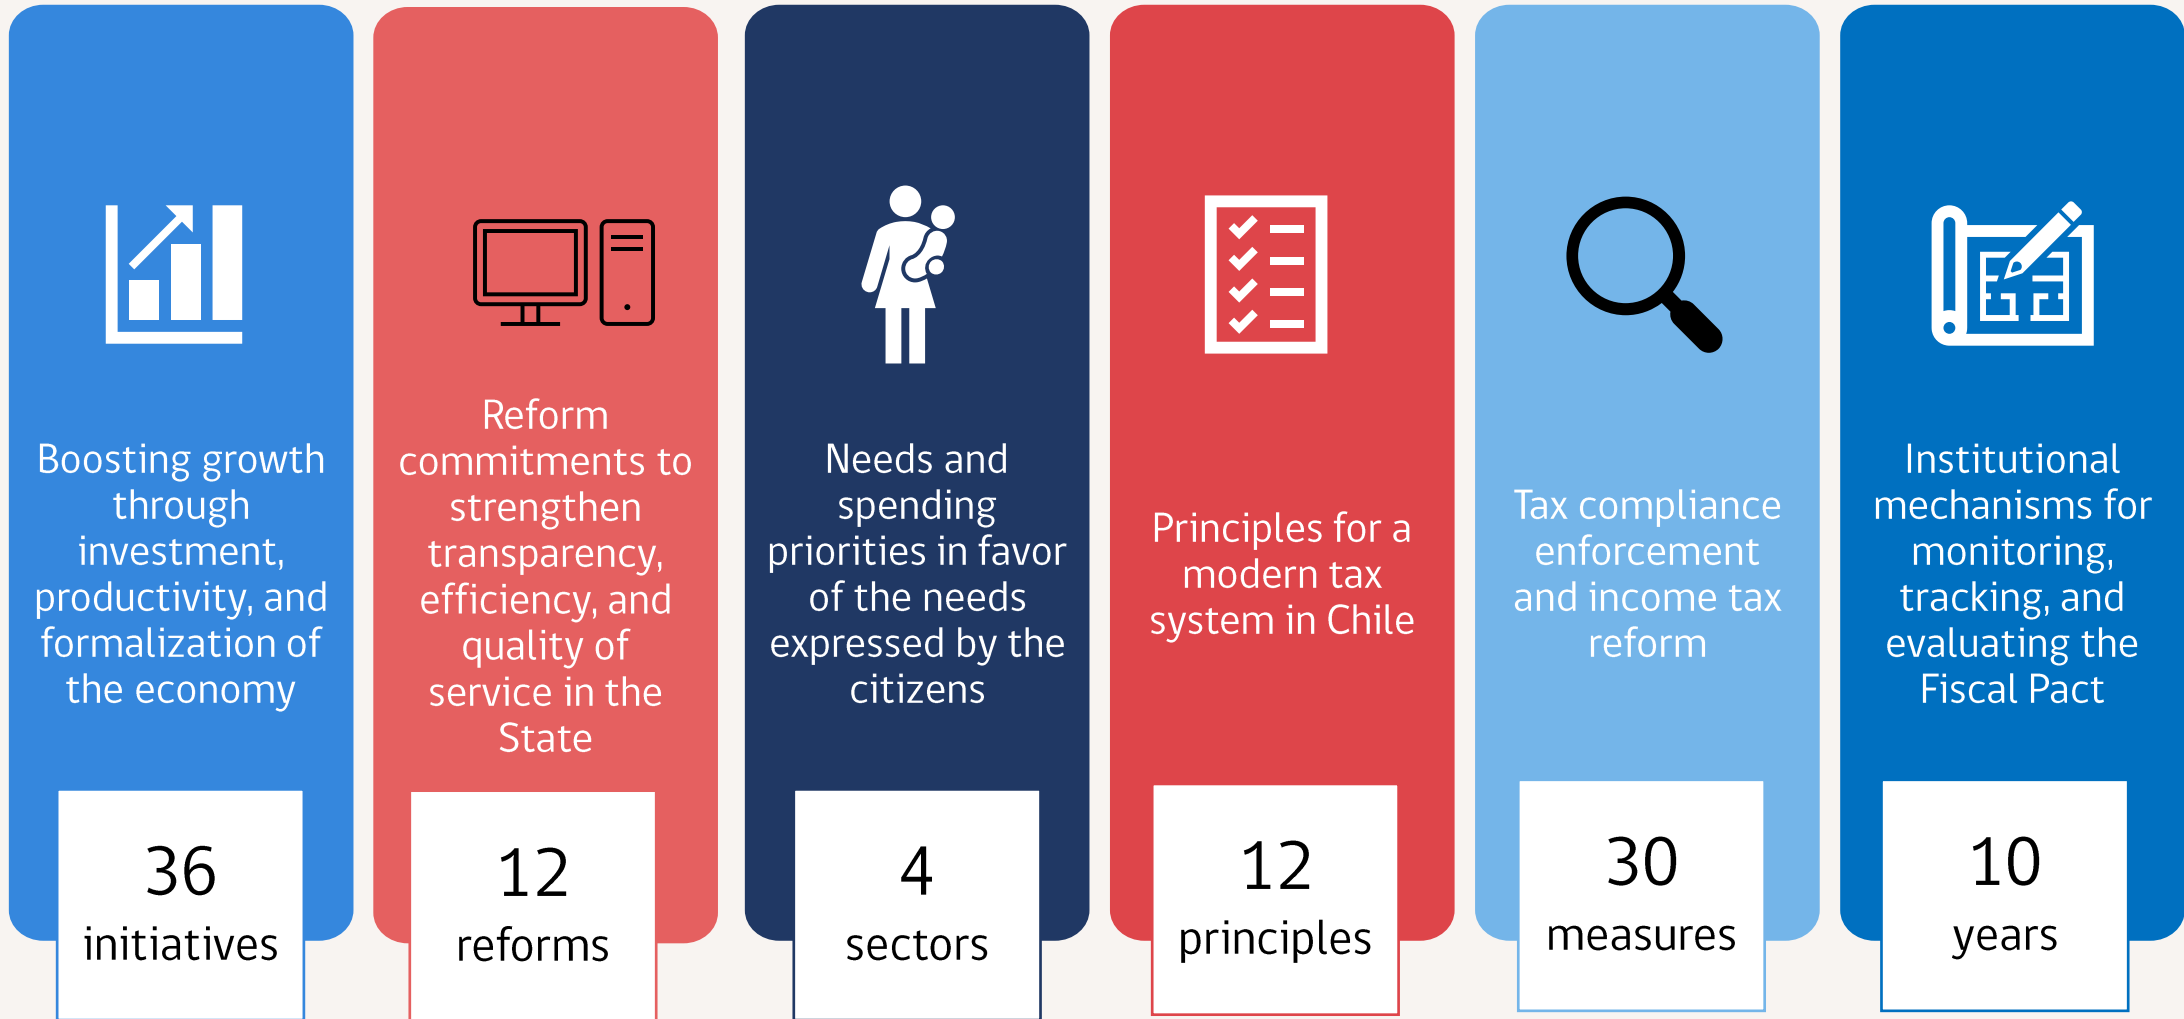 Boosting growth
through
investment,
productivity, and
formalization of
the economy
36
initiatives
Reform
commitments to
strengthen
transparency,
efficiency, and
quality of
service in the
State
12
reforms
Needs and
spending
priorities in favor
of the needs
expressed by the
citizens
4
sectors
Principles for a
modern tax
system in Chile
12
principles
Tax compliance
enforcement
and income tax
reform
30
measures
Institutional
mechanisms for
monitoring,
tracking, and
evaluating the
Fiscal Pact
10
years